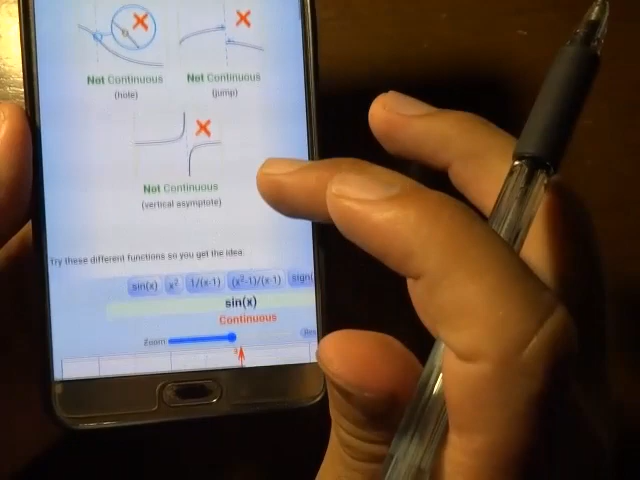 Not Continuous
(hole)
Not Continuous
(jump)
Not Continuous
(vertical asymptote)
Try these different functions so you get the idea:
sin(x) x² 1/(x-1) (x²-1)/(x-1) sign(
sin(x)
Continuous
Zoom